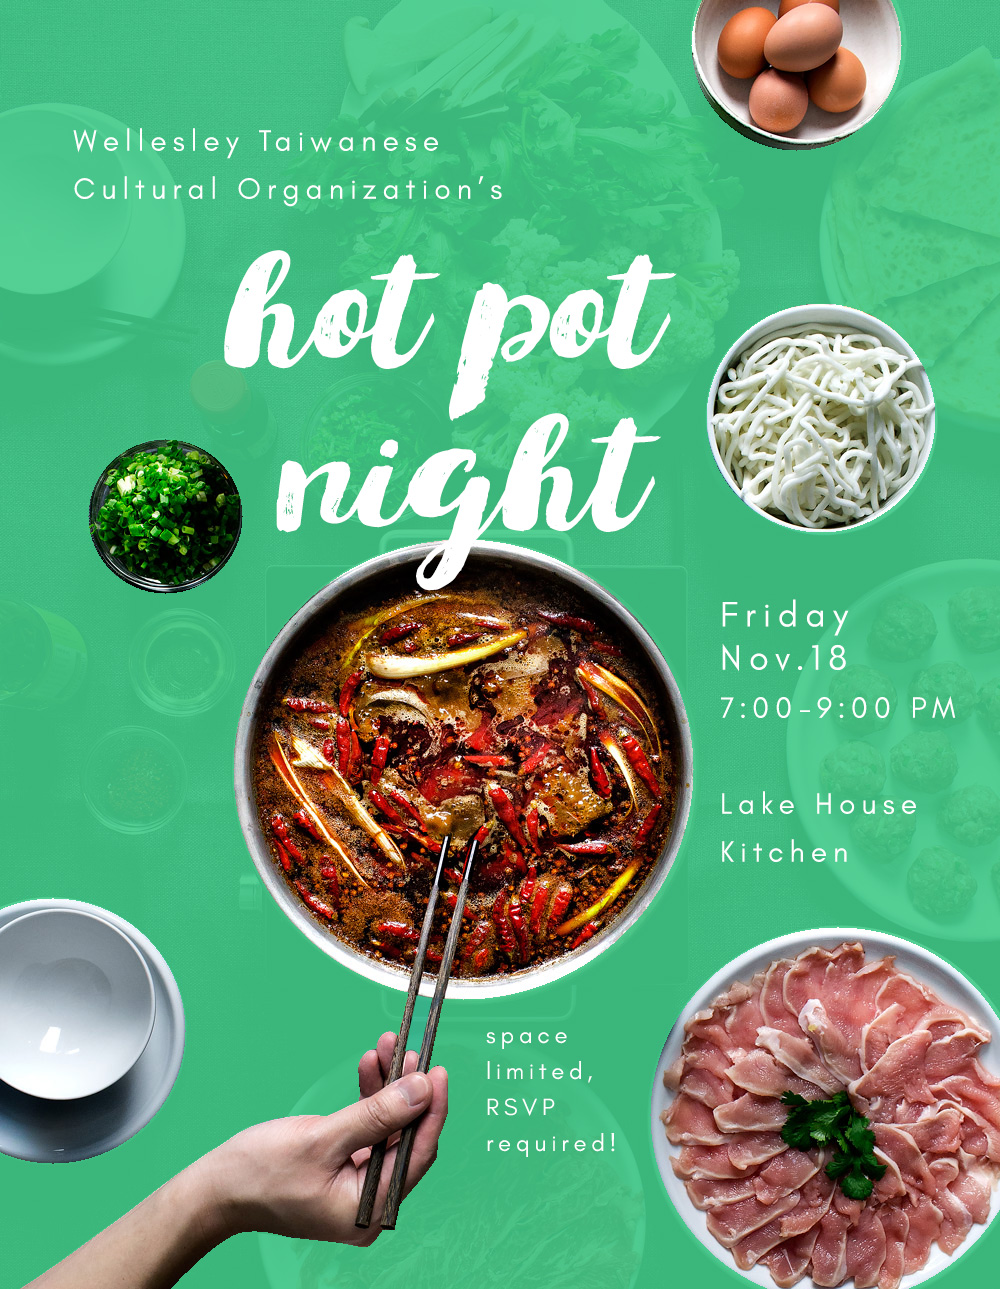 Wellesley Taiwanese
Cultural Organization's
hot pot
night
Friday
Nov.18
7:00-9:00 PM
Lake House
Kitchen
space
limited,
RSVP
required!